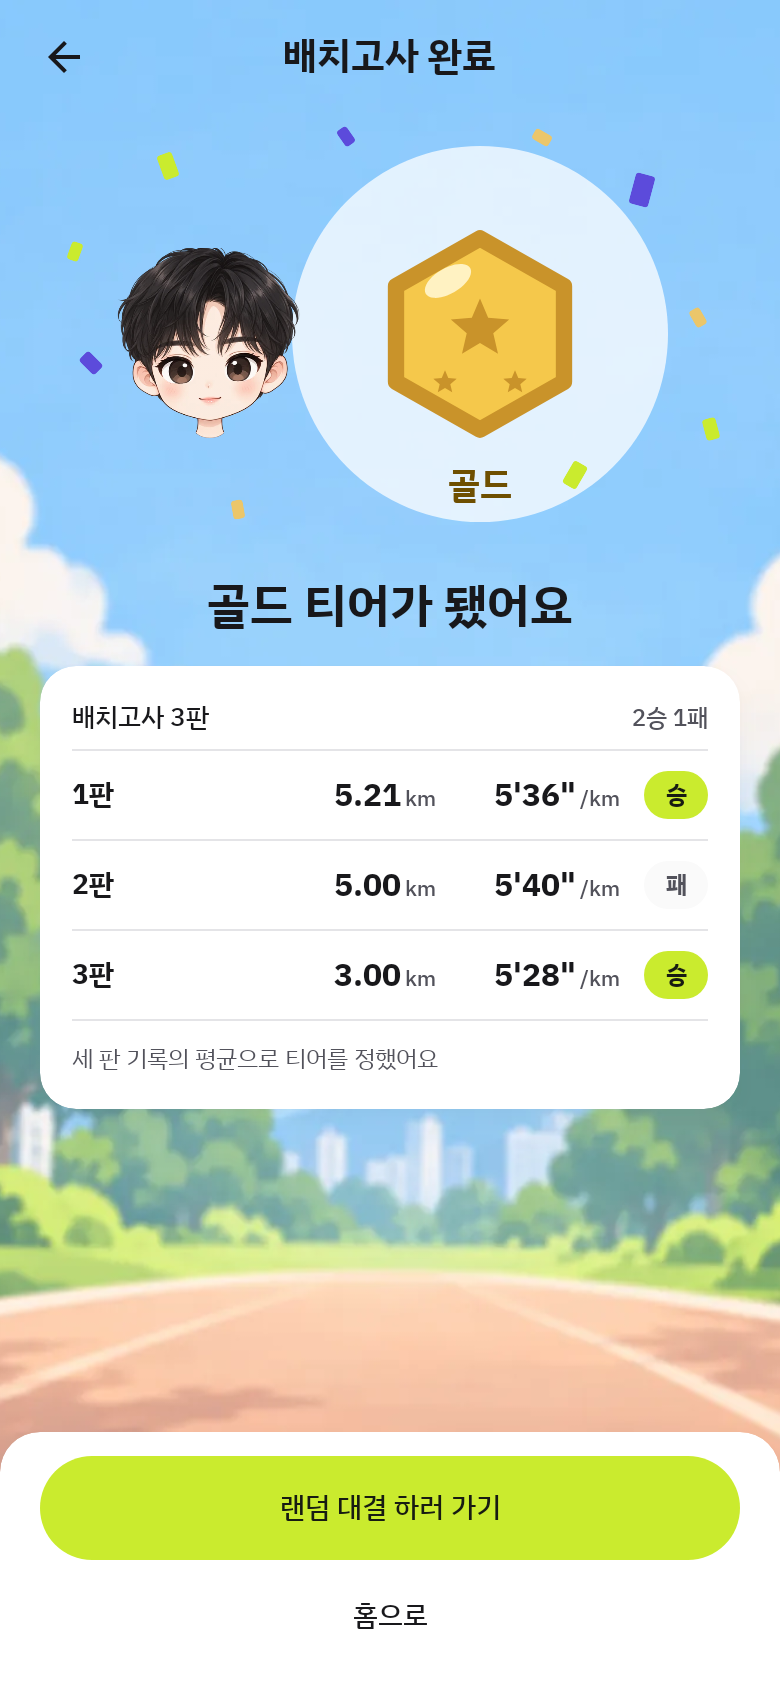 배치고사 완료
골드
골드 티어가 됐어요
배치고사 3판 2승 1패
1판 5.21 km 5'36" /km 승
2판 5.00 km 5'40" /km 패
3판 3.00 km 5'28" /km 승
세 판 기록의 평균으로 티어를 정했어요
랜덤 대결 하러 가기
홈으로